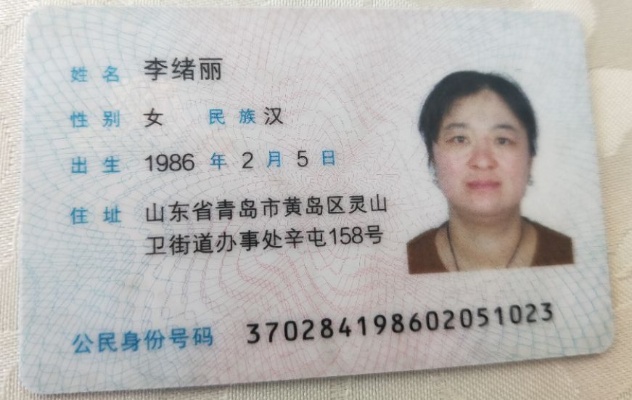 姓名 李绪丽
性别 女 民族 汉
出生 1986 年 2 月 5 日
住址 山东省青岛市黄岛区灵山
卫街道办事处辛屯158号
公民身份号码 370284198602051023